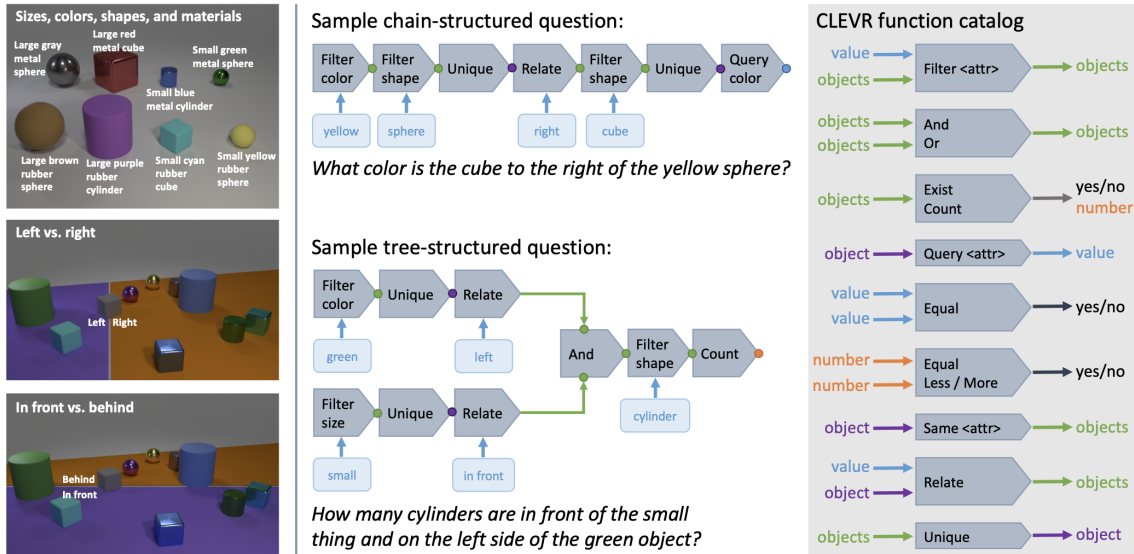 Sizes, colors, shapes, and materials
Large gray
metal
sphere
Large red
metal cube
Small green
metal sphere
Small blue
metal cylinder
Large brown
rubber
sphere
Large purple
rubber
cylinder
Small cyan
rubber
cube
Small yellow
rubber
sphere
Left vs. right
Left
Right
In front vs. behind
Behind
In front
Sample chain-structured question:
Filter
color
Filter
shape
Unique
Relate
Filter
shape
Unique
Query
color
yellow
sphere
right
cube
What color is the cube to the right of the yellow sphere?
Sample tree-structured question:
Filter
color
Unique
Relate
green
left
And
Filter
shape
Count
cylinder
Filter
size
Unique
Relate
small
in front
How many cylinders are in front of the small
thing and on the left side of the green object?
CLEVR function catalog
value
objects
Filter <attr>
objects
objects
objects
And
Or
objects
objects
Exist
Count
yes/no
number
object
Query <attr>
value
value
value
Equal
yes/no
number
number
Equal
Less / More
yes/no
object
Same <attr>
objects
value
object
Relate
objects
objects
Unique
object